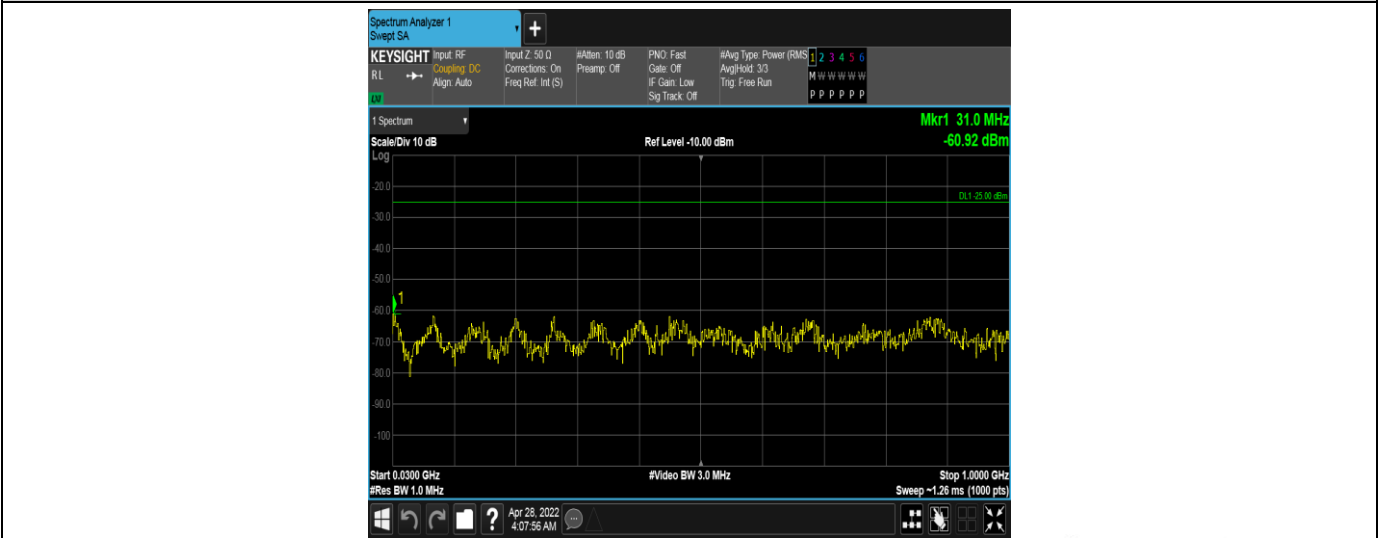 Spectrum Analyzer 1
Swept SA
KEYSIGHT
RL
Input: RF
Coupling: DC
Align: Auto
Input Z: 50 Ω
Corrections: On
Freq Ref: Int (S)
#Atten: 10 dB
Preamp: Off
PNO: Fast
Gate: Off
IF Gain: Low
Sig Track: Off
#Avg Type: Power (RMS
Avg|Hold: 3/3
Trig: Free Run
1 2 3 4 5 6
M W W W W W
P P P P P P
1 Spectrum
Mkr1 31.0 MHz
Scale/Div 10 dB
Ref Level -10.00 dBm
-60.92 dBm
Log
-20.0
DL1 -25.00 dBm
-30.0
-40.0
-50.0
1
-60.0
-70.0
-80.0
-90.0
-100
Start 0.0300 GHz
#Video BW 3.0 MHz
Stop 1.0000 GHz
#Res BW 1.0 MHz
Sweep ~1.26 ms (1000 pts)
?
Apr 28, 2022
4:07:56 AM